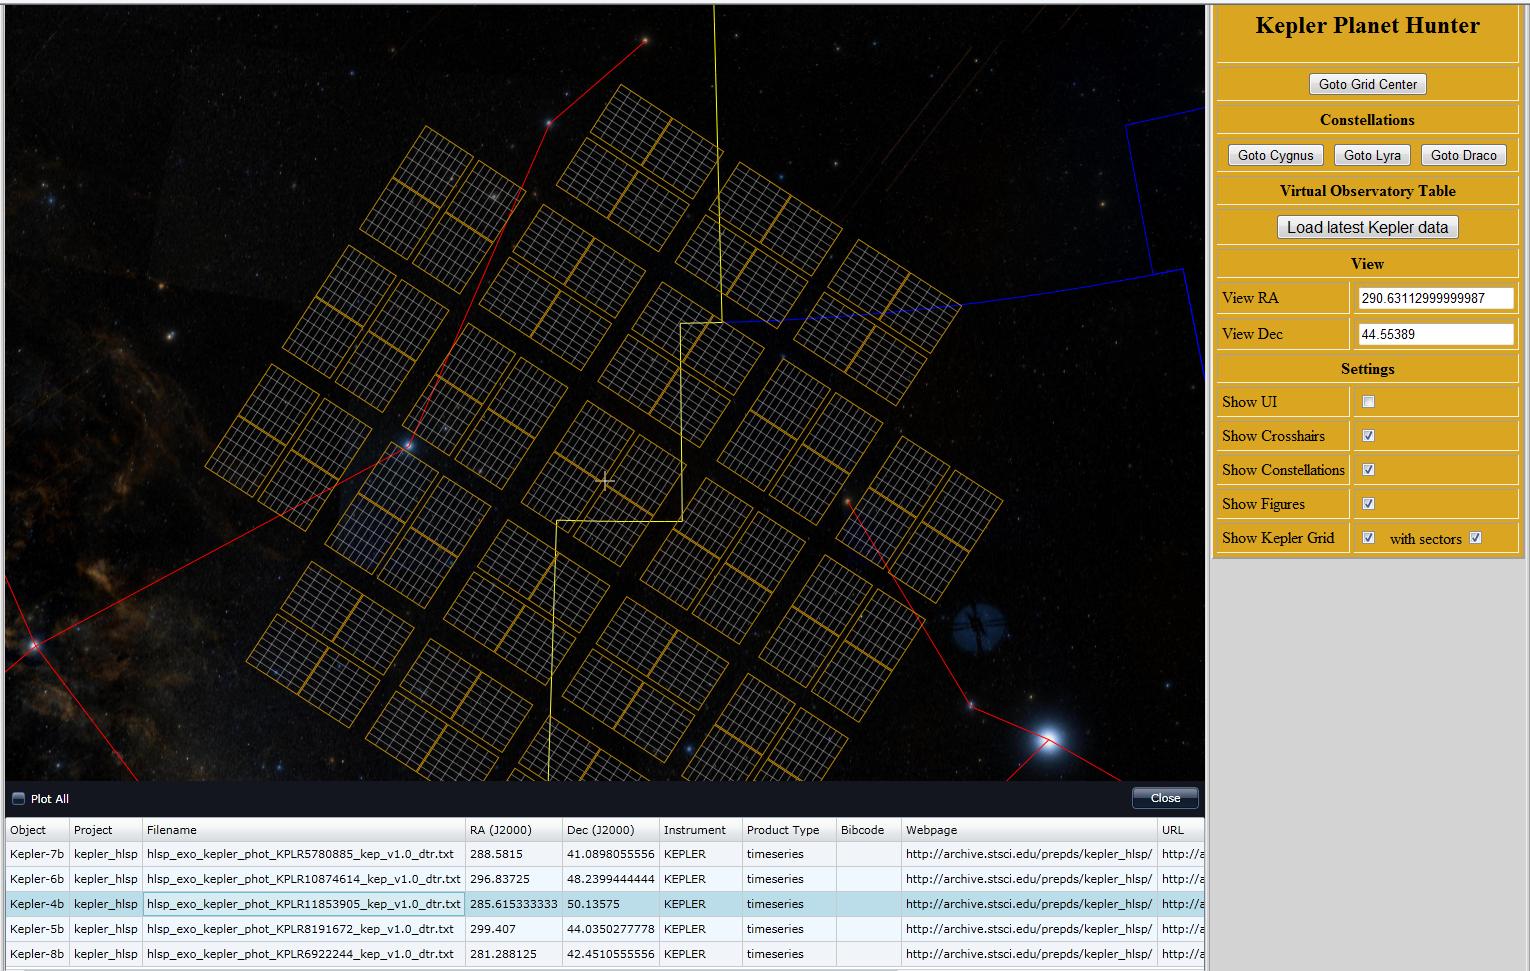 Kepler Planet Hunter
Goto Grid Center
Constellations
Goto Cygnus Goto Lyra Goto Draco
Virtual Observatory Table
Load latest Kepler data
View
View RA 290.63112999999987
View Dec 44.55389
Settings
Show UI
Show Crosshairs
Show Constellations
Show Figures
Show Kepler Grid with sectors
Plot All Close
Object Project Filename RA (J2000) Dec (J2000) Instrument Product Type Bibcode Webpage URL
Kepler-7b kepler_hlsp hlsp_exo_kepler_phot_KPLR5780885_kep_v1.0_dtr.txt 288.5815 41.0898055556 KEPLER timeseries http://archive.stsci.edu/prepds/kepler_hlsp/ http://a
Kepler-6b kepler_hlsp hlsp_exo_kepler_phot_KPLR10874614_kep_v1.0_dtr.txt 296.83725 48.2399444444 KEPLER timeseries http://archive.stsci.edu/prepds/kepler_hlsp/ http://a
Kepler-4b kepler_hlsp hlsp_exo_kepler_phot_KPLR11853905_kep_v1.0_dtr.txt 285.615333333 50.13575 KEPLER timeseries http://archive.stsci.edu/prepds/kepler_hlsp/ http://a
Kepler-5b kepler_hlsp hlsp_exo_kepler_phot_KPLR8191672_kep_v1.0_dtr.txt 299.407 44.0350277778 KEPLER timeseries http://archive.stsci.edu/prepds/kepler_hlsp/ http://a
Kepler-8b kepler_hlsp hlsp_exo_kepler_phot_KPLR6922244_kep_v1.0_dtr.txt 281.288125 42.4510555556 KEPLER timeseries http://archive.stsci.edu/prepds/kepler_hlsp/ http://a